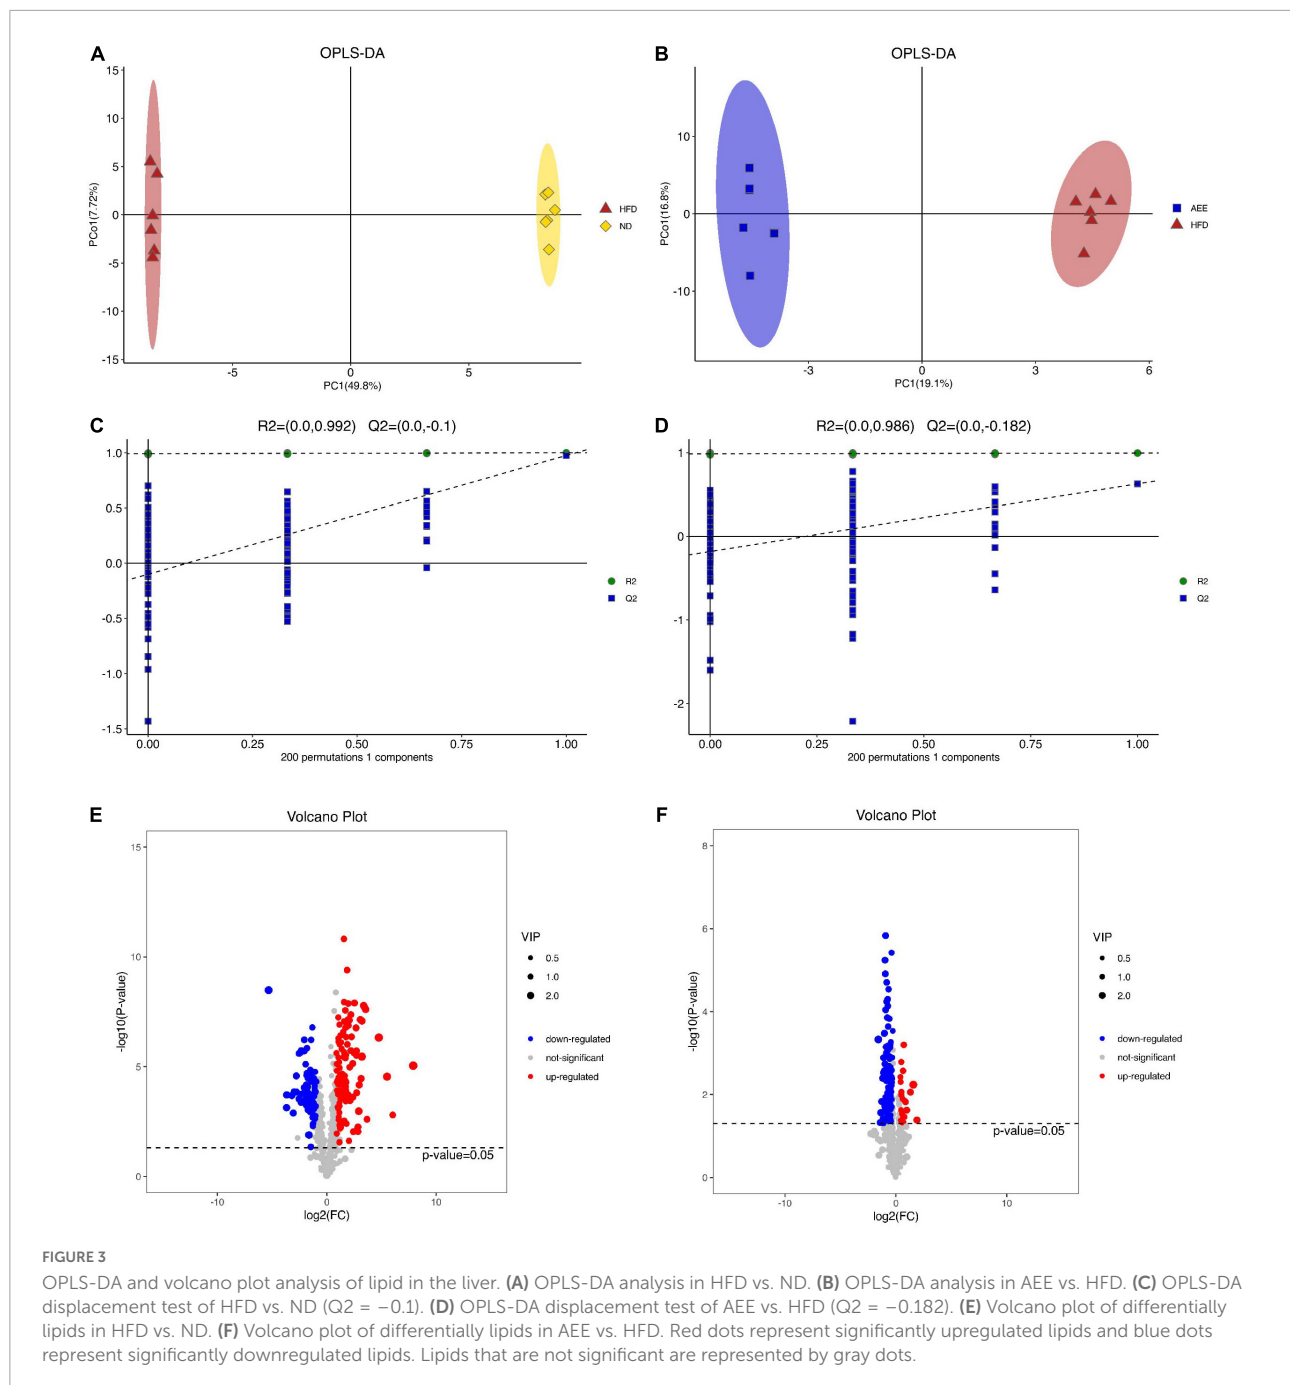 A
OPLS-DA
15
10
5
0
-5
-10
-15
PCo1(7.72%)
-5
0
5
PC1(49.8%)
HFD
ND
B
OPLS-DA
10
0
-10
PCo1(16.8%)
-3
0
3
6
PC1(19.1%)
AEE
HFD
C
R2=(0.0,0.992) Q2=(0.0,-0.1)
1.0
0.5
0.0
-0.5
-1.0
-1.5
0.00
0.25
0.50
0.75
1.00
200 permutations 1 components
R2
Q2
D
R2=(0.0,0.986) Q2=(0.0,-0.182)
1
0
-1
-2
0.00
0.25
0.50
0.75
1.00
200 permutations 1 components
R2
Q2
E
Volcano Plot
15
10
5
0
-log10(P-value)
p-value=0.05
-10
0
10
log2(FC)
VIP
0.5
1.0
2.0
down-regulated
not-significant
up-regulated
F
Volcano Plot
8
6
4
2
0
-log10(P-value)
p-value=0.05
-10
0
10
log2(FC)
VIP
0.5
1.0
2.0
down-regulated
not-significant
up-regulated
FIGURE 3
OPLS-DA and volcano plot analysis of lipid in the liver. (A) OPLS-DA analysis in HFD vs. ND. (B) OPLS-DA analysis in AEE vs. HFD. (C) OPLS-DA
displacement test of HFD vs. ND (Q2 = −0.1). (D) OPLS-DA displacement test of AEE vs. HFD (Q2 = −0.182). (E) Volcano plot of differentially
lipids in HFD vs. ND. (F) Volcano plot of differentially lipids in AEE vs. HFD. Red dots represent significantly upregulated lipids and blue dots
represent significantly downregulated lipids. Lipids that are not significant are represented by gray dots.